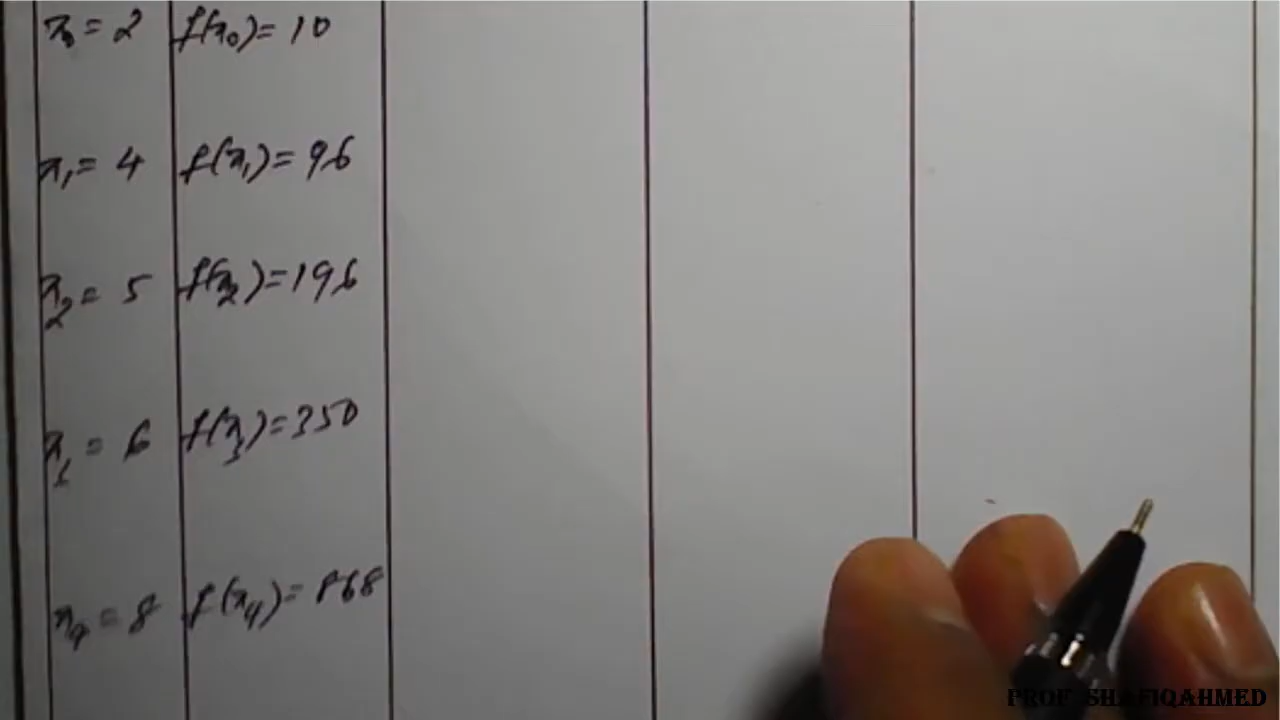 x₀ = 2 f(x₀) = 10
x₁ = 4 f(x₁) = 96
x₂ = 5 f(x₂) = 196
x₃ = 6 f(x₃) = 350
x₄ = 8 f(x₄) = 868
PROF SHAFIQAHMED